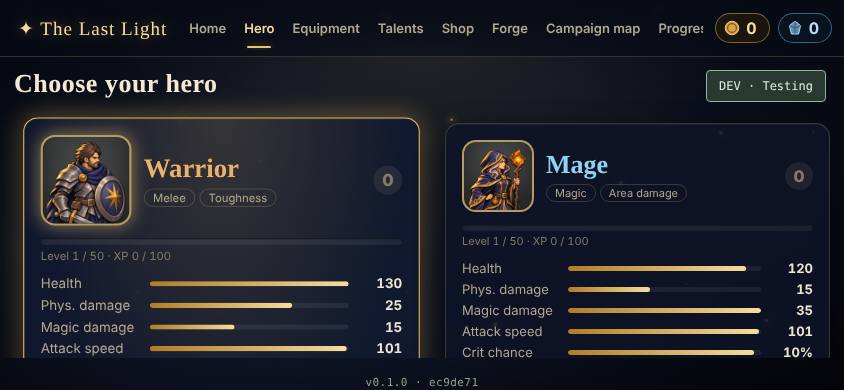 The Last Light Home Hero Equipment Talents Shop Forge Campaign map Progres 0 0
Choose your hero
DEV · Testing
Warrior
Melee Toughness
0
Level 1 / 50 · XP 0 / 100
Health 130
Phys. damage 25
Magic damage 15
Attack speed 101
Mage
Magic Area damage
0
Level 1 / 50 · XP 0 / 100
Health 120
Phys. damage 15
Magic damage 35
Attack speed 101
Crit chance 10%
v0.1.0 · ec9de71